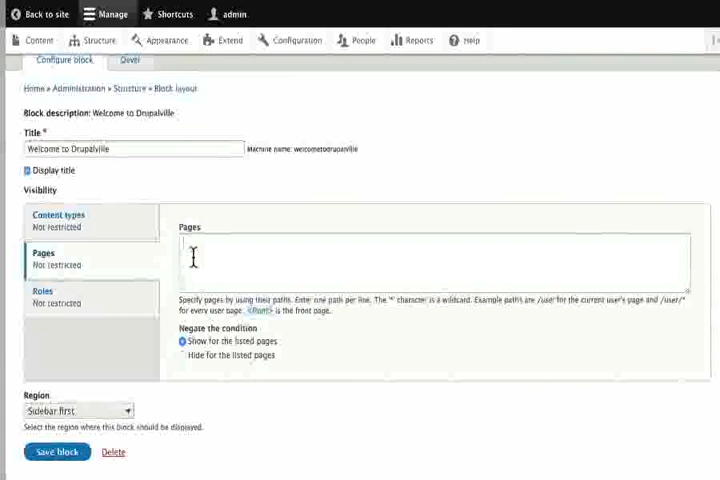 Back to site Manage Shortcuts admin
Content Structure Appearance Extend Configuration People Reports Help
Configure block Devel
Home » Administration » Structure » Block layout
Block description: Welcome to Drupalville
Title *
Welcome to Drupalville Machine name: welcometodrupalville
Display title
Visibility
Content types
Not restricted
Pages
Not restricted
Roles
Not restricted
Pages
Specify pages by using their paths. Enter one path per line. The '*' character is a wildcard. Example paths are /user for the current user's page and /user/*
for every user page. <front> is the front page.
Negate the condition
Show for the listed pages
Hide for the listed pages
Region
Sidebar first
Select the region where this block should be displayed.
Save block Delete